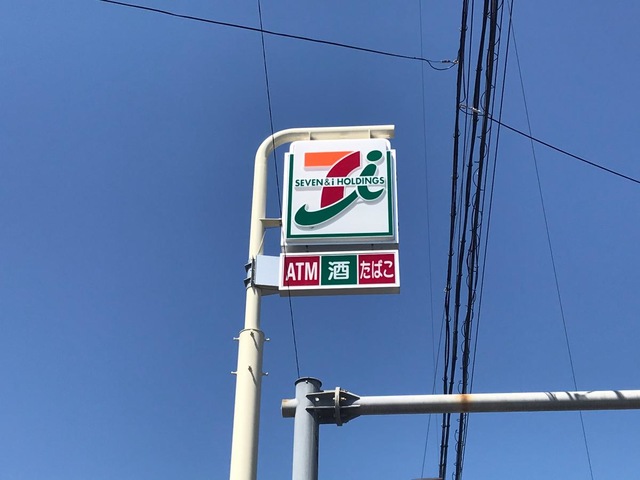 SEVEN & i HOLDINGS
ATM 酒 たばこ